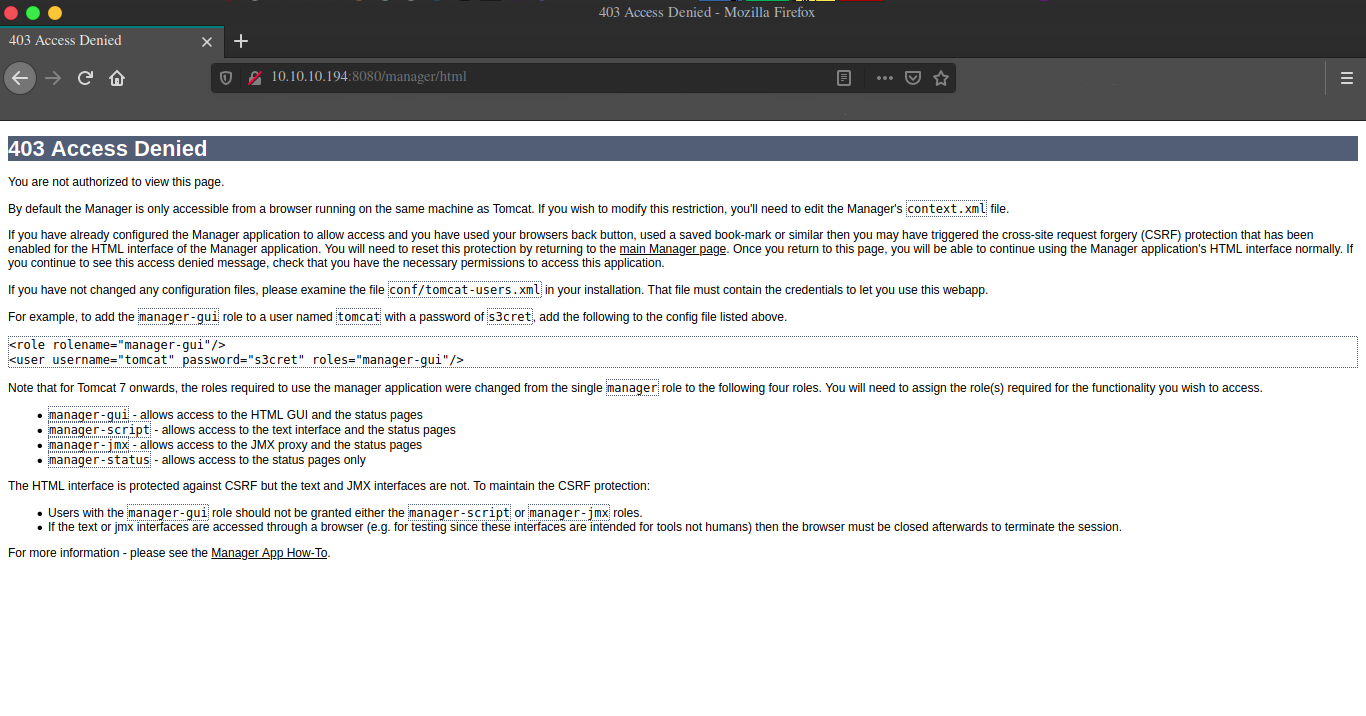 403 Access Denied - Mozilla Firefox
403 Access Denied
10.10.10.194:8080/manager/html
403 Access Denied
You are not authorized to view this page.
By default the Manager is only accessible from a browser running on the same machine as Tomcat. If you wish to modify this restriction, you'll need to edit the Manager's context.xml file.
If you have already configured the Manager application to allow access and you have used your browsers back button, used a saved book-mark or similar then you may have triggered the cross-site request forgery (CSRF) protection that has been
enabled for the HTML interface of the Manager application. You will need to reset this protection by returning to the main Manager page. Once you return to this page, you will be able to continue using the Manager application's HTML interface normally. If
you continue to see this access denied message, check that you have the necessary permissions to access this application.
If you have not changed any configuration files, please examine the file conf/tomcat-users.xml in your installation. That file must contain the credentials to let you use this webapp.
For example, to add the manager-gui role to a user named tomcat with a password of s3cret, add the following to the config file listed above.
<role rolename="manager-gui"/>
<user username="tomcat" password="s3cret" roles="manager-gui"/>
Note that for Tomcat 7 onwards, the roles required to use the manager application were changed from the single manager role to the following four roles. You will need to assign the role(s) required for the functionality you wish to access.
• manager-gui - allows access to the HTML GUI and the status pages
• manager-script - allows access to the text interface and the status pages
• manager-jmx - allows access to the JMX proxy and the status pages
• manager-status - allows access to the status pages only
The HTML interface is protected against CSRF but the text and JMX interfaces are not. To maintain the CSRF protection:
• Users with the manager-gui role should not be granted either the manager-script or manager-jmx roles.
• If the text or jmx interfaces are accessed through a browser (e.g. for testing since these interfaces are intended for tools not humans) then the browser must be closed afterwards to terminate the session.
For more information - please see the Manager App How-To.